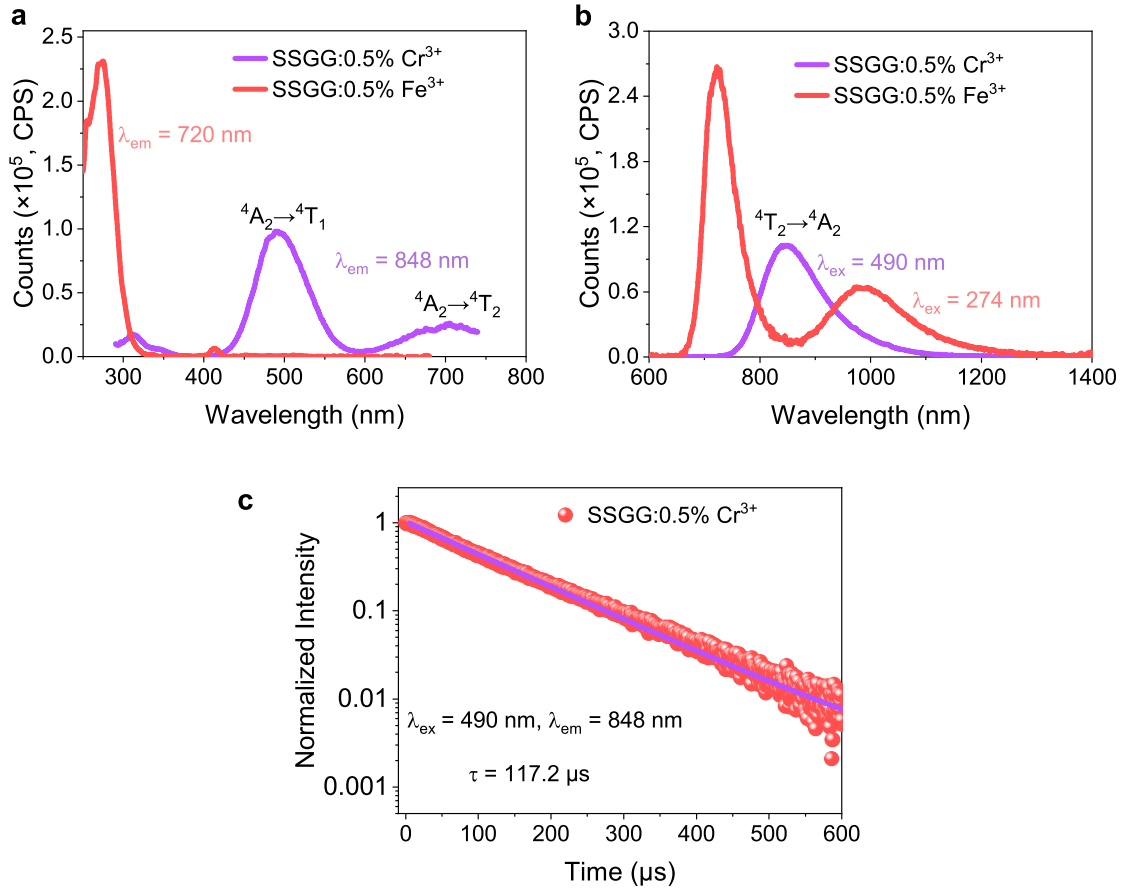 a
2.5
2.0
1.5
1.0
0.5
0.0
Counts (×10⁵, CPS)
SSGG:0.5% Cr³⁺
SSGG:0.5% Fe³⁺
λem = 720 nm
⁴A₂→⁴T₁
λem = 848 nm
⁴A₂→⁴T₂
300 400 500 600 700 800
Wavelength (nm)
b
3.0
2.4
1.8
1.2
0.6
0.0
Counts (×10⁵, CPS)
SSGG:0.5% Cr³⁺
SSGG:0.5% Fe³⁺
⁴T₂→⁴A₂
λex = 490 nm
λex = 274 nm
600 800 1000 1200 1400
Wavelength (nm)
c
1
0.1
0.01
0.001
Normalized Intensity
SSGG:0.5% Cr³⁺
λex = 490 nm, λem = 848 nm
τ = 117.2 μs
0 100 200 300 400 500 600
Time (μs)